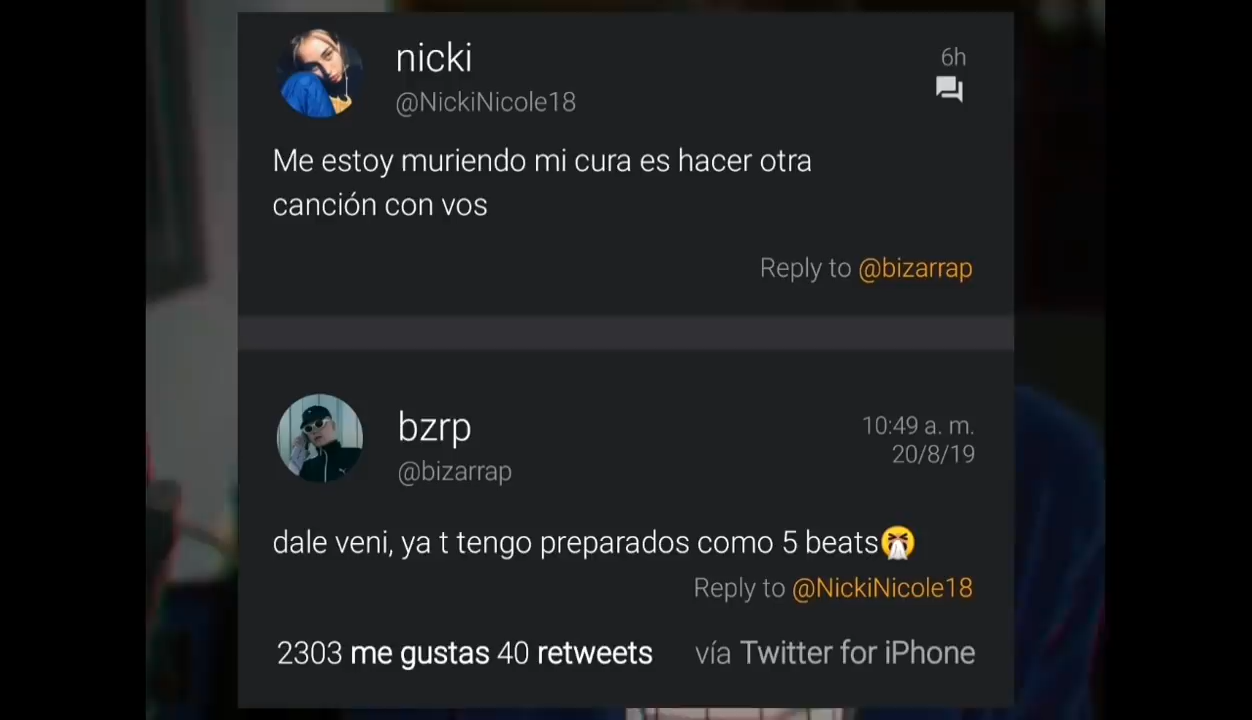 nicki
6h
@NickiNicole18
Me estoy muriendo mi cura es hacer otra
canción con vos
Reply to @bizarrap
bzrp
10:49 a. m.
@bizarrap
20/8/19
dale veni, ya t tengo preparados como 5 beats🤧
Reply to @NickiNicole18
2303 me gustas 40 retweets vía Twitter for iPhone